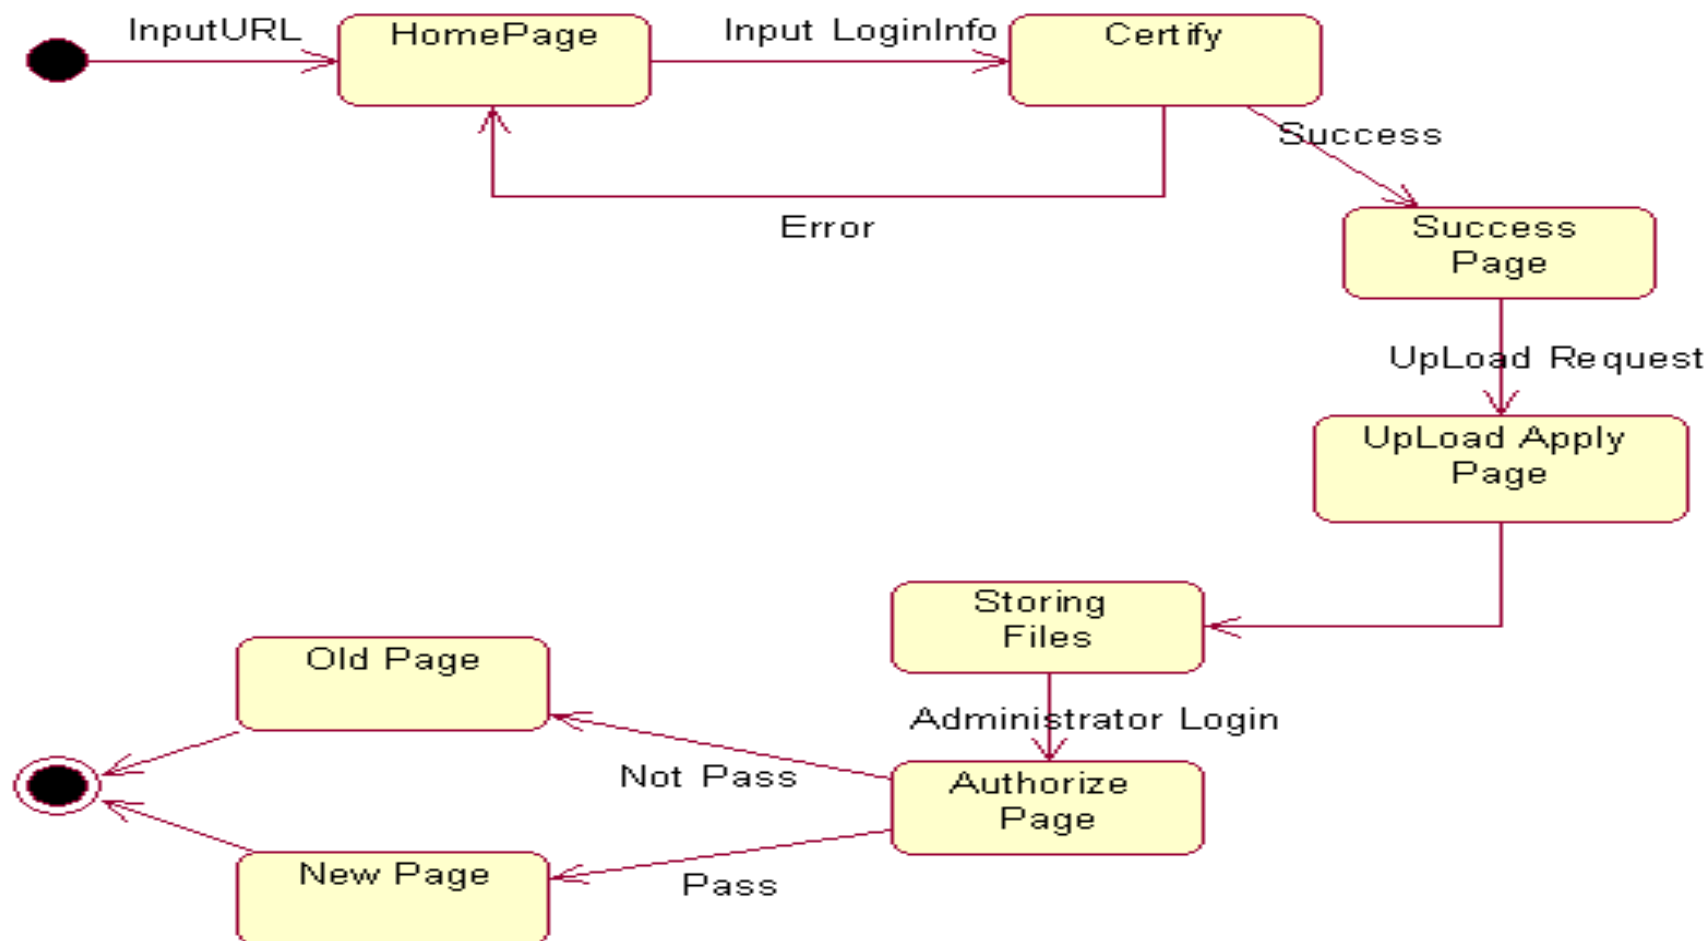 InputURL
HomePage
Input LoginInfo
Certify
Success
Error
Success
Page
UpLoad Request
UpLoad Apply
Page
Storing
Files
Old Page
Administrator Login
Not Pass
Authorize
Page
New Page
Pass